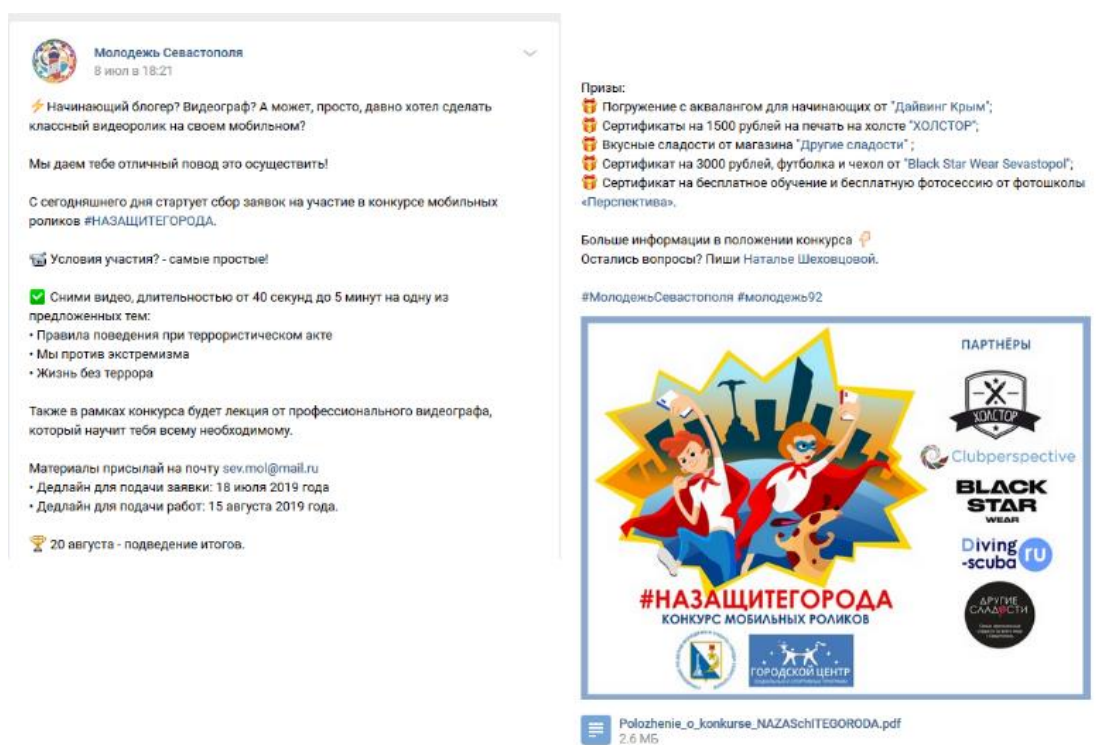 Молодежь Севастополя
8 июл в 18:21
Начинающий блогер? Видеограф? А может, просто, давно хотел сделать
классный видеоролик на своем мобильном?
Мы даем тебе отличный повод это осуществить!
С сегодняшнего дня стартует сбор заявок на участие в конкурсе мобильных
роликов #НАЗАЩИТЕГОРОДА.
Условия участия? - самые простые!
Сними видео, длительностью от 40 секунд до 5 минут на одну из
предложенных тем:
• Правила поведения при террористическом акте
• Мы против экстремизма
• Жизнь без террора
Также в рамках конкурса будет лекция от профессионального видеографа,
который научит тебя всему необходимому.
Материалы присылай на почту sev.mol@mail.ru
• Дедлайн для подачи заявки: 18 июля 2019 года
• Дедлайн для подачи работ: 15 августа 2019 года.
20 августа - подведение итогов.
Призы:
Погружение с аквалангом для начинающих от "Дайвинг Крым";
Сертификаты на 1500 рублей на печать на холсте "ХОЛСТОР";
Вкусные сладости от магазина "Другие сладости" ;
Сертификат на 3000 рублей, футболка и чехол от "Black Star Wear Sevastopol";
Сертификат на бесплатное обучение и бесплатную фотосессию от фотошколы
«Перспектива».
Больше информации в положении конкурса
Остались вопросы? Пиши Наталье Шеховцовой.
#МолодежьСевастополя #молодежь92
ПАРТНЁРЫ
ХОЛСТОР
Clubperspective
BLACK
STAR
WEAR
Diving
-scuba ru
ДРУГИЕ
СЛАДОСТИ
#НАЗАЩИТЕГОРОДА
КОНКУРС МОБИЛЬНЫХ РОЛИКОВ
ГОРОДСКОЙ ЦЕНТР
Polozhenie_o_konkurse_NAZASchITEGORODA.pdf
2.6 МБ